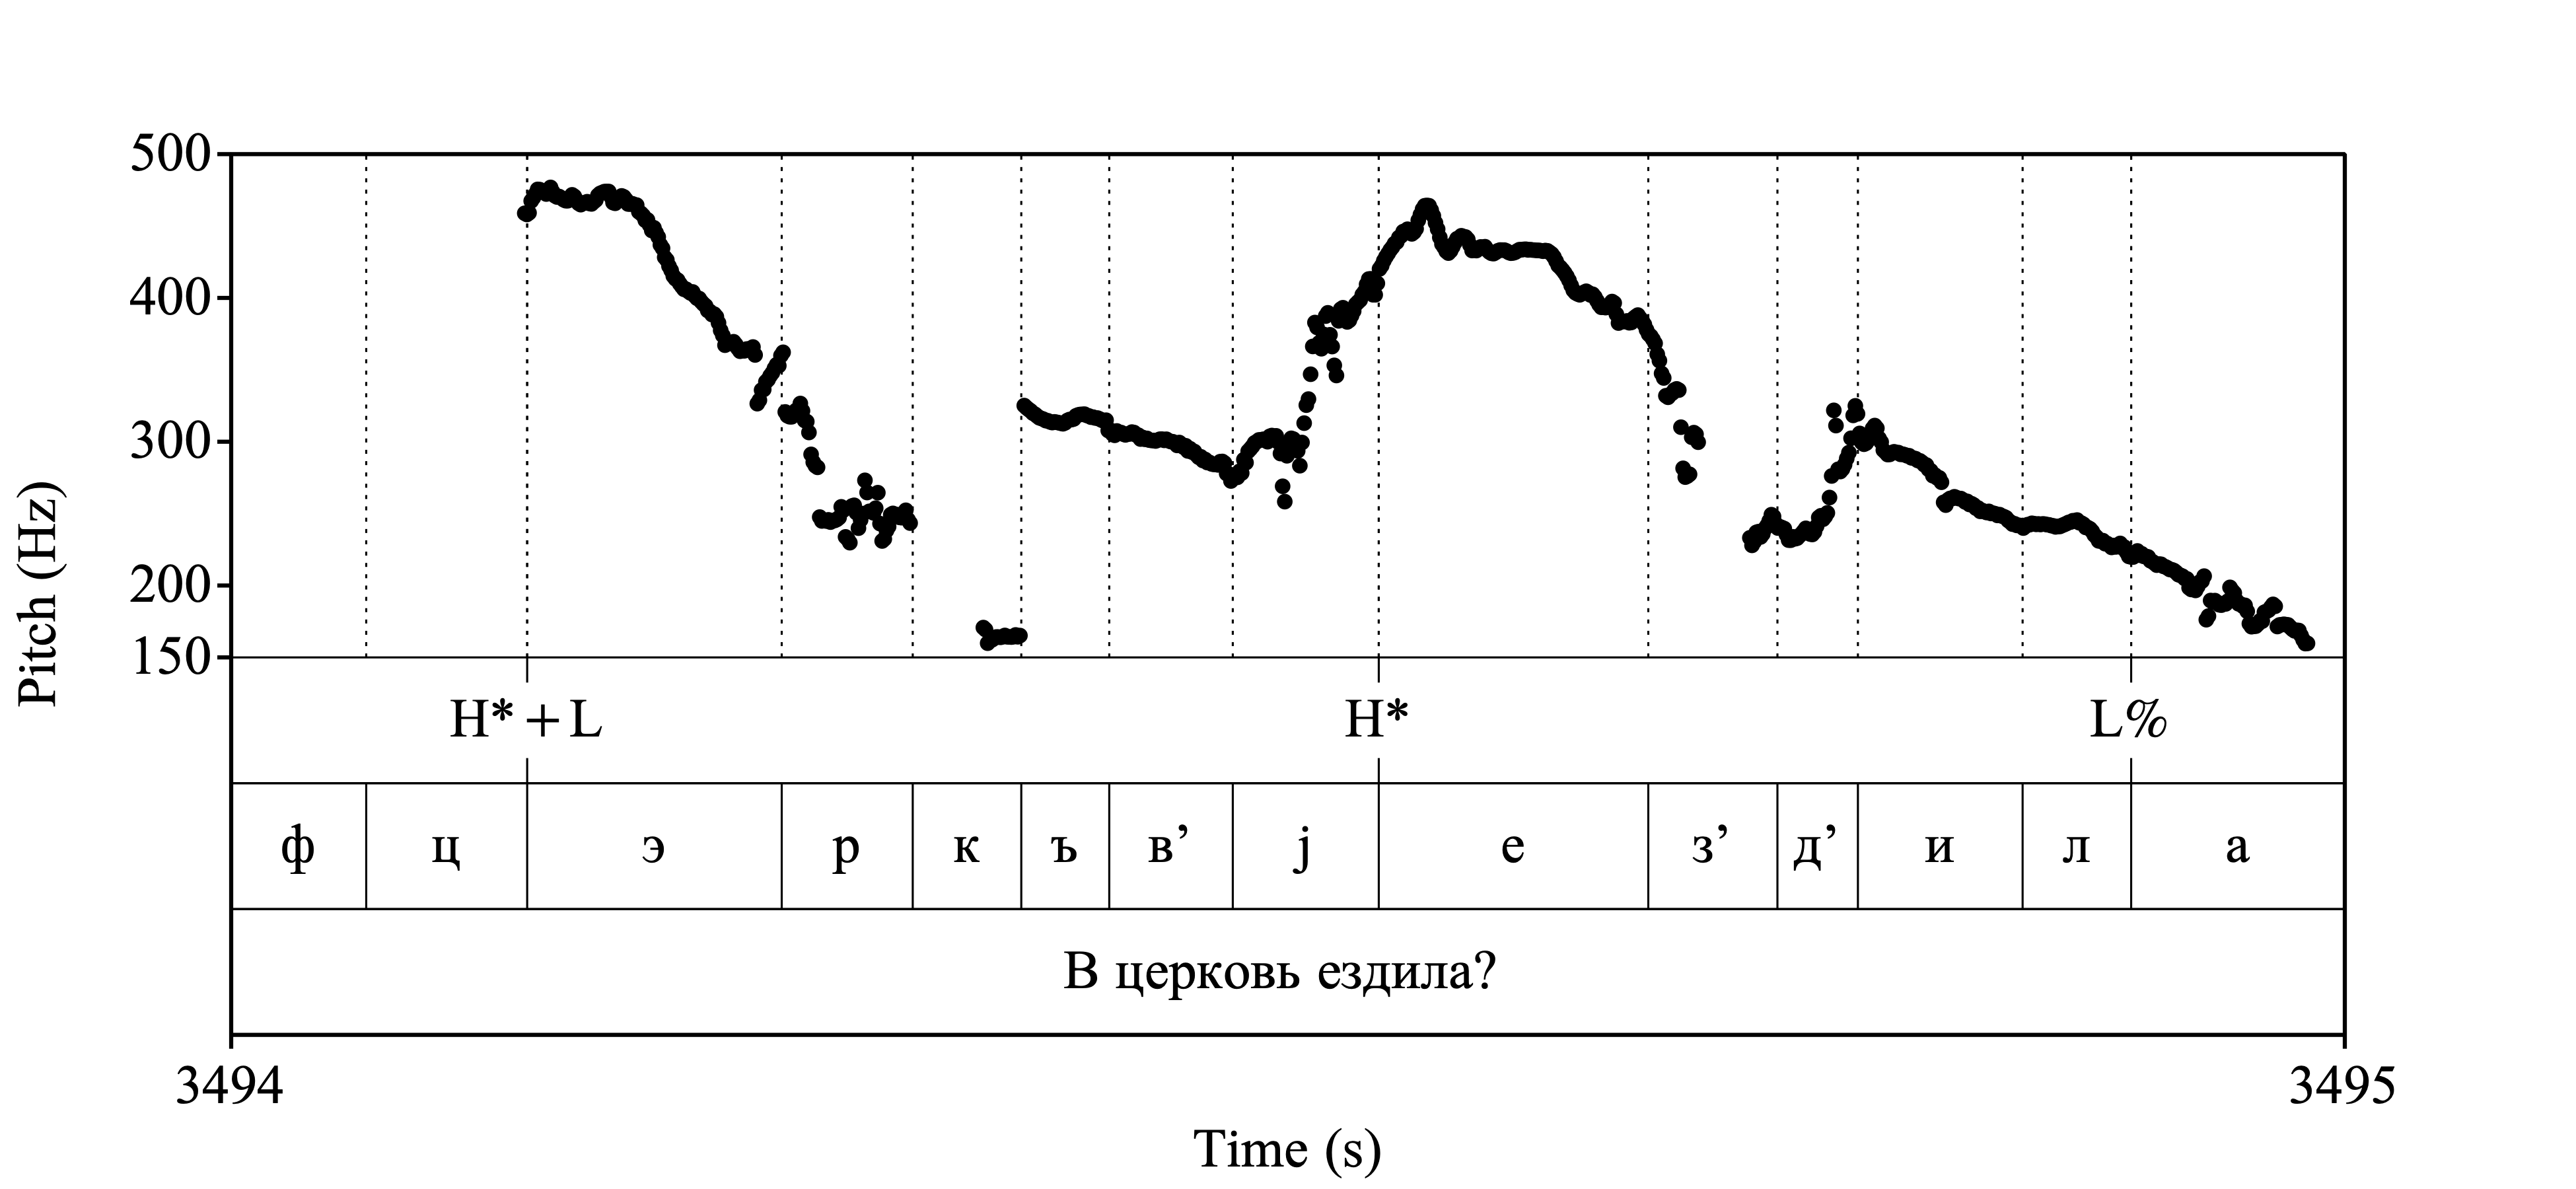 500
400
300
200
150
Pitch (Hz)
H* + L H* L%
ф ц э р к ъ в’ j е з’ д’ и л а
В церковь ездила?
3494 3495
Time (s)